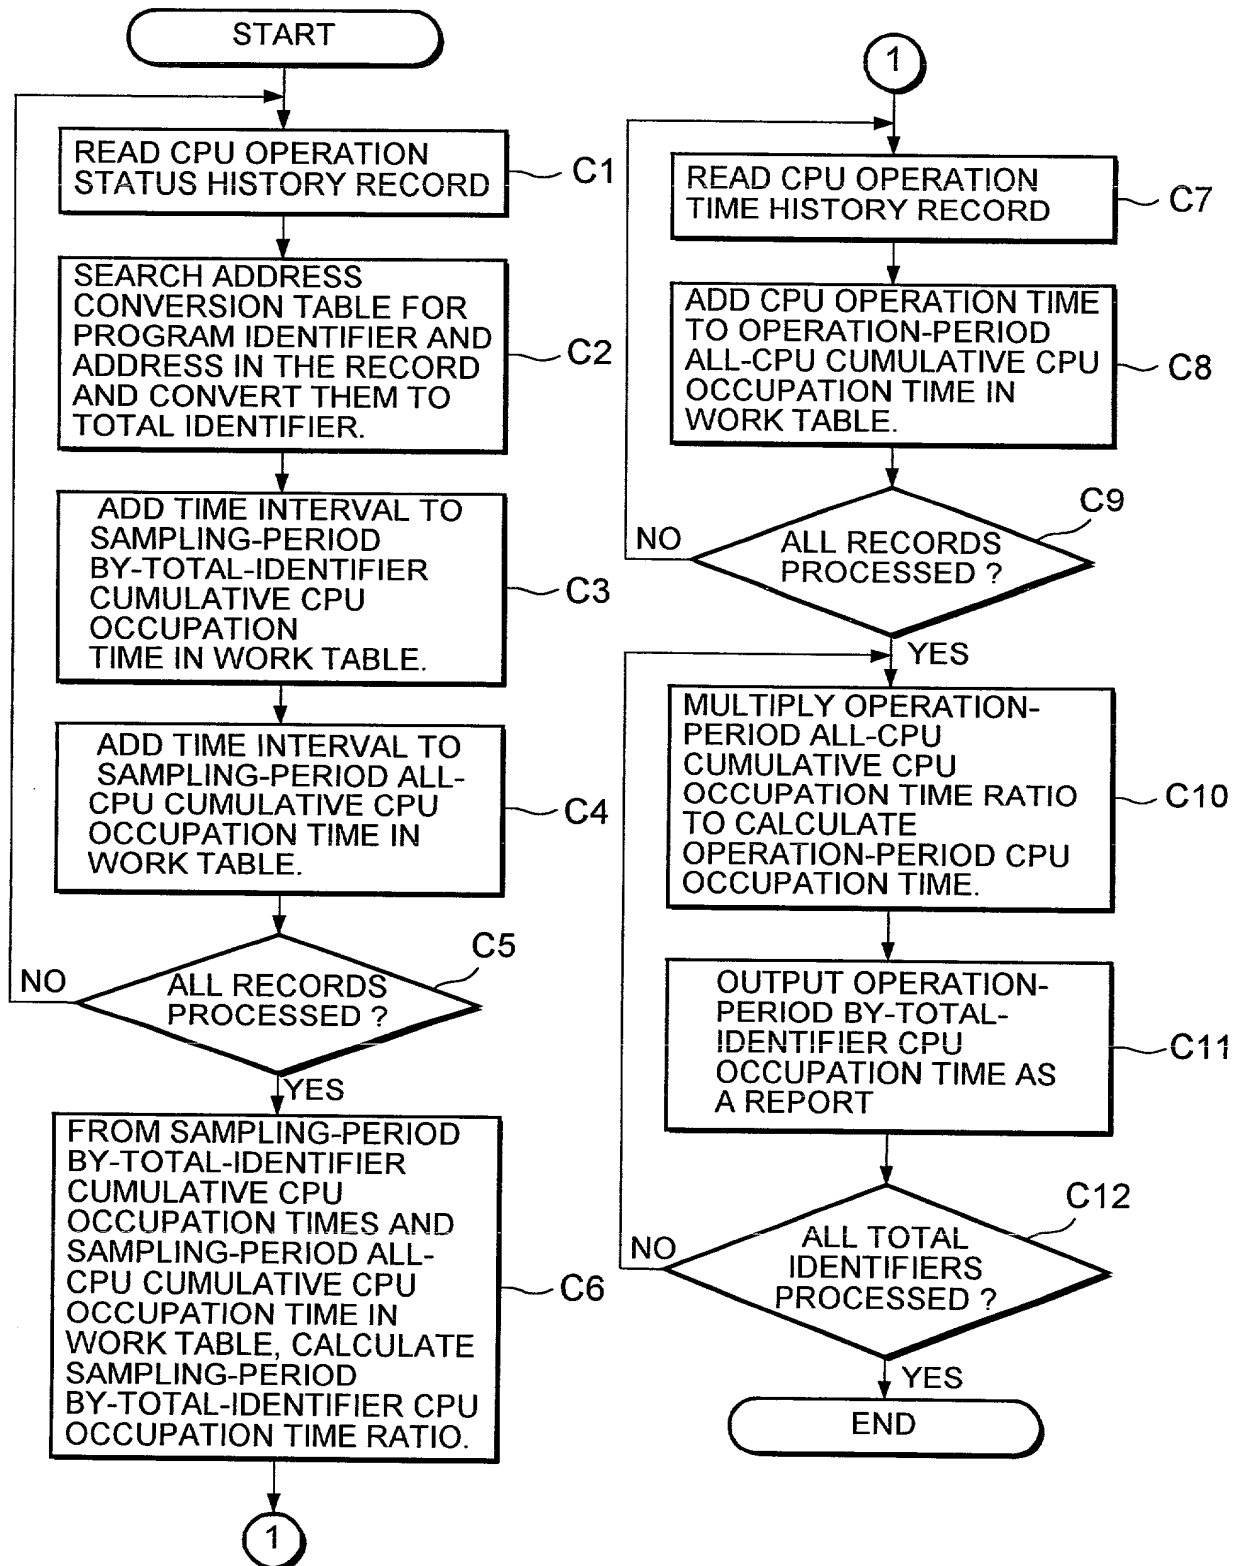 START
READ CPU OPERATION
STATUS HISTORY RECORD
C1
SEARCH ADDRESS
CONVERSION TABLE FOR
PROGRAM IDENTIFIER AND
ADDRESS IN THE RECORD
AND CONVERT THEM TO
TOTAL IDENTIFIER.
C2
ADD TIME INTERVAL TO
SAMPLING-PERIOD
BY-TOTAL-IDENTIFIER
CUMULATIVE CPU
OCCUPATION
TIME IN WORK TABLE.
C3
ADD TIME INTERVAL TO
SAMPLING-PERIOD ALL-
CPU CUMULATIVE CPU
OCCUPATION TIME IN
WORK TABLE.
C4
C5
NO
ALL RECORDS
PROCESSED ?
YES
FROM SAMPLING-PERIOD
BY-TOTAL-IDENTIFIER
CUMULATIVE CPU
OCCUPATION TIMES AND
SAMPLING-PERIOD ALL-
CPU CUMULATIVE CPU
OCCUPATION TIME IN
WORK TABLE, CALCULATE
SAMPLING-PERIOD
BY-TOTAL-IDENTIFIER CPU
OCCUPATION TIME RATIO.
C6
1
1
READ CPU OPERATION
TIME HISTORY RECORD
C7
ADD CPU OPERATION TIME
TO OPERATION-PERIOD
ALL-CPU CUMULATIVE CPU
OCCUPATION TIME IN
WORK TABLE.
C8
C9
NO
ALL RECORDS
PROCESSED ?
YES
MULTIPLY OPERATION-
PERIOD ALL-CPU
CUMULATIVE CPU
OCCUPATION TIME RATIO
TO CALCULATE
OPERATION-PERIOD CPU
OCCUPATION TIME.
C10
OUTPUT OPERATION-
PERIOD BY-TOTAL-
IDENTIFIER CPU
OCCUPATION TIME AS
A REPORT
C11
C12
NO
ALL TOTAL
IDENTIFIERS
PROCESSED ?
YES
END